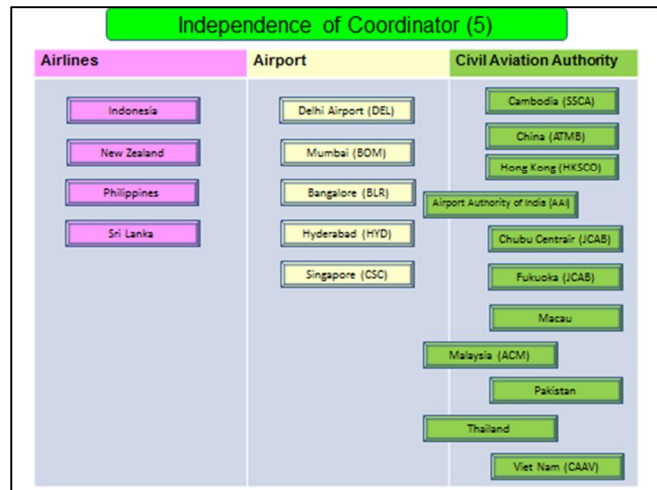 Independence of Coordinator (5)
Airlines
Airport
Civil Aviation Authority
Indonesia
New Zealand
Philippines
Sri Lanka
Delhi Airport (DEL)
Mumbai (BOM)
Bangalore (BLR)
Hyderabad (HYD)
Singapore (CSC)
Cambodia (SSCA)
China (ATMB)
Hong Kong (HKSCO)
Airport Authority of India (AAI)
Chubu Centrair (JCAB)
Fukuoka (JCAB)
Macau
Malaysia (ACM)
Pakistan
Thailand
Viet Nam (CAAV)